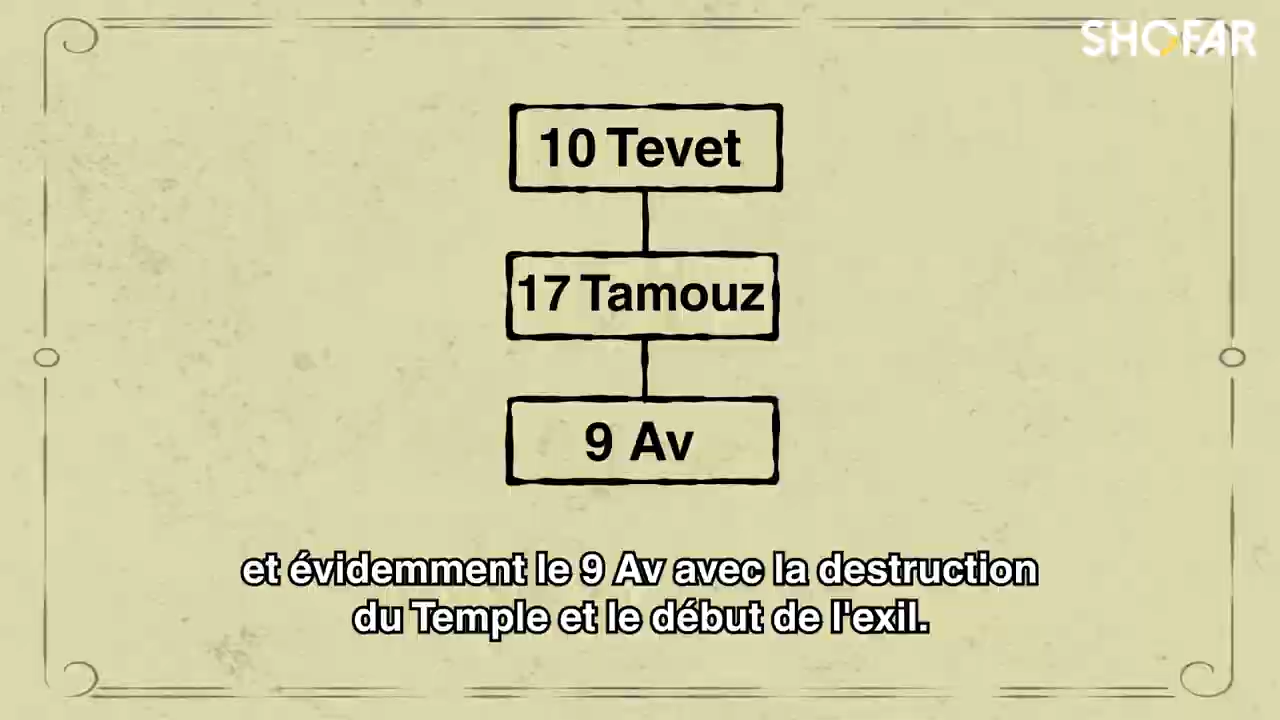 SHOFAR
10 Tevet
17 Tamouz
9 Av
et évidemment le 9 Av avec la destruction
du Temple et le début de l'exil.